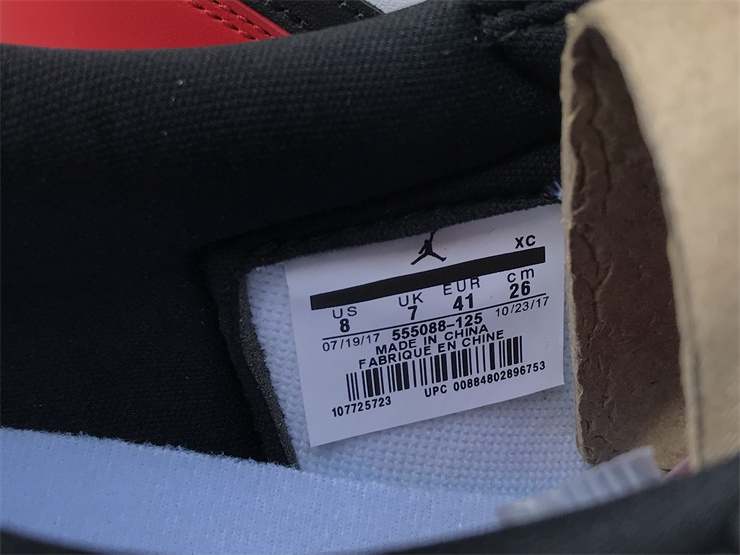 XC
US UK EUR cm
8 7 41 26
07/19/17 555088-125 10/23/17
MADE IN CHINA
FABRIQUE EN CHINE
107725723 UPC 00884802896753